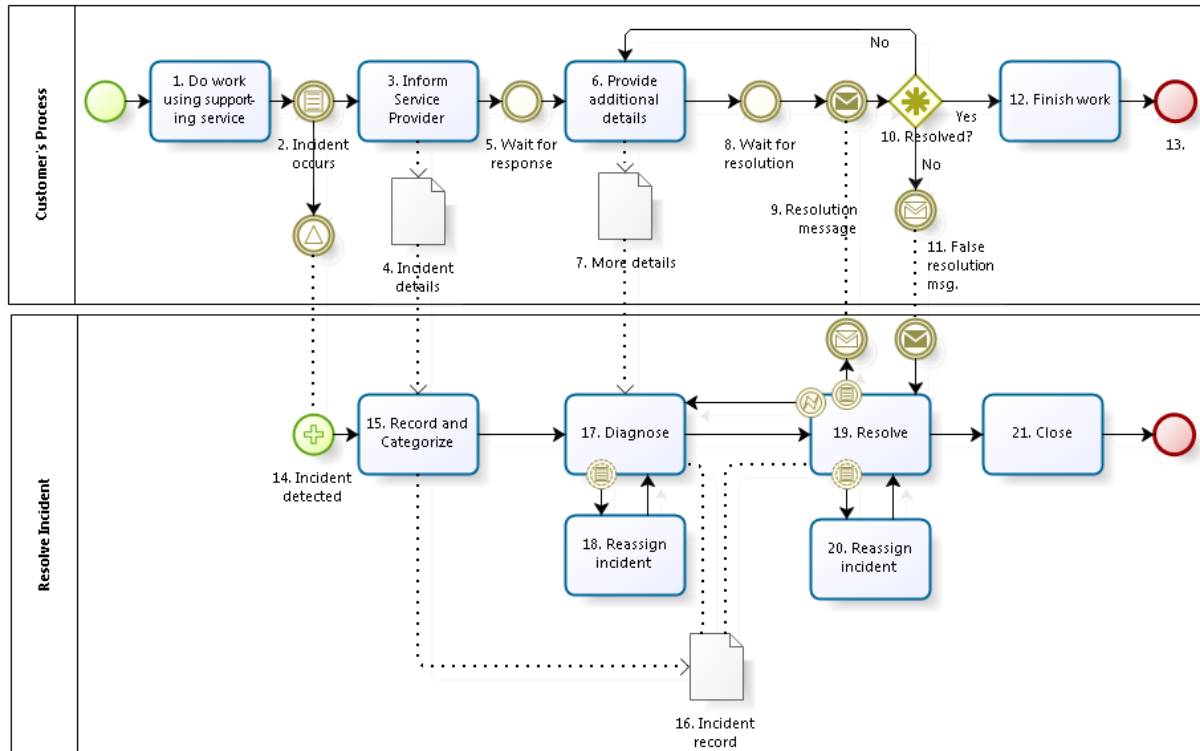 Customer's Process
1. Do work
using support-
ing service
2. Incident
occurs
3. Inform
Service
Provider
4. Incident
details
5. Wait for
response
6. Provide
additional
details
7. More details
8. Wait for
resolution
9. Resolution
message
No
10. Resolved?
Yes
No
11. False
resolution
msg.
12. Finish work
13.
Resolve Incident
14. Incident
detected
15. Record and
Categorize
16. Incident
record
17. Diagnose
18. Reassign
incident
19. Resolve
20. Reassign
incident
21. Close